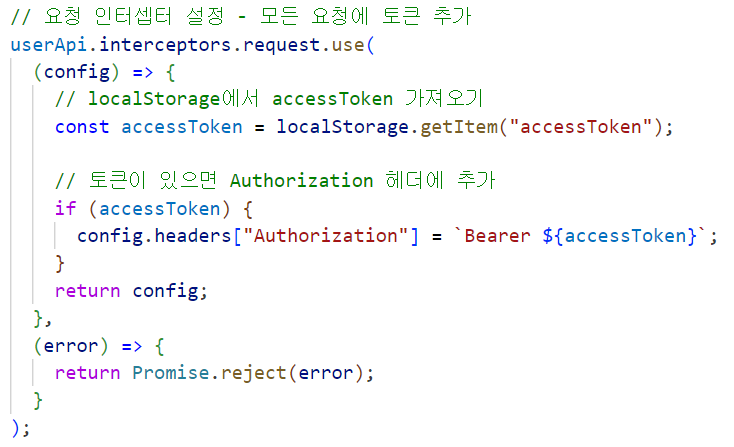 // 요청 인터셉터 설정 - 모든 요청에 토큰 추가
userApi.interceptors.request.use(
  (config) => {
    // localStorage에서 accessToken 가져오기
    const accessToken = localStorage.getItem("accessToken");

    // 토큰이 있으면 Authorization 헤더에 추가
    if (accessToken) {
      config.headers["Authorization"] = `Bearer ${accessToken}`;
    }
    return config;
  },
  (error) => {
    return Promise.reject(error);
  }
);